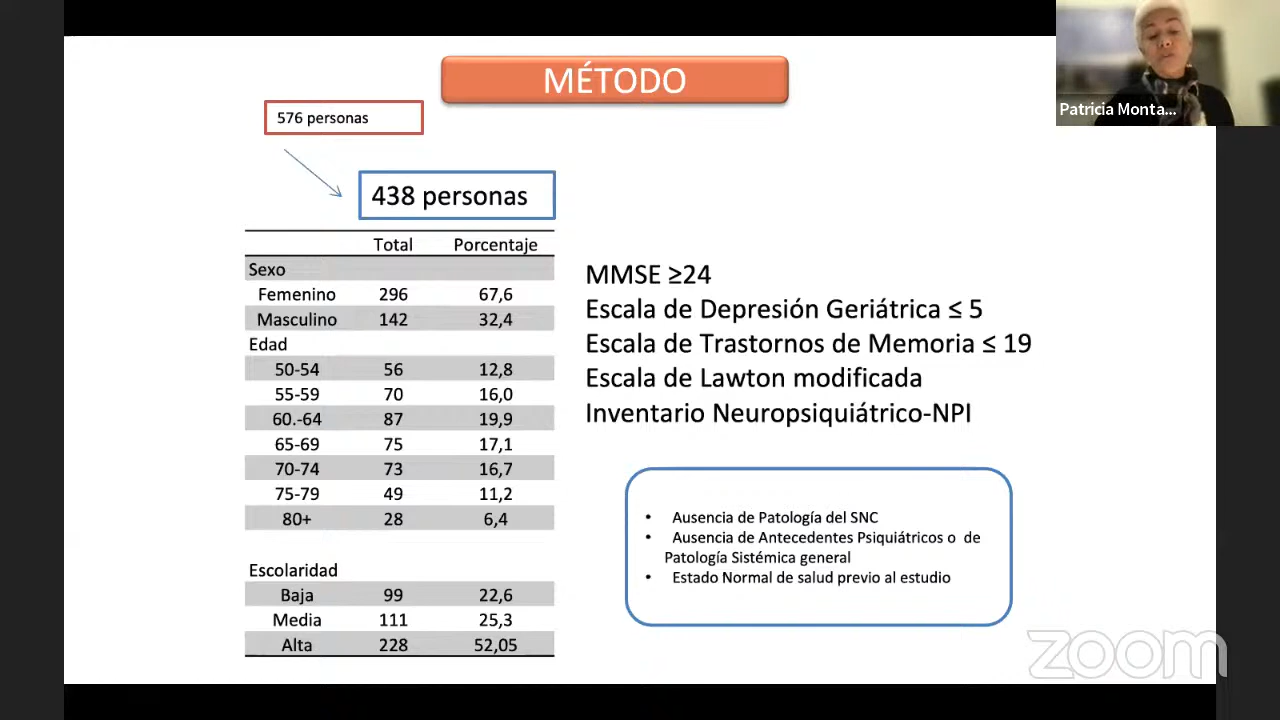 MÉTODO
576 personas
438 personas
Total Porcentaje
Sexo
Femenino 296 67,6
Masculino 142 32,4
Edad
50-54 56 12,8
55-59 70 16,0
60.-64 87 19,9
65-69 75 17,1
70-74 73 16,7
75-79 49 11,2
80+ 28 6,4
Escolaridad
Baja 99 22,6
Media 111 25,3
Alta 228 52,05
MMSE ≥24
Escala de Depresión Geriátrica ≤ 5
Escala de Trastornos de Memoria ≤ 19
Escala de Lawton modificada
Inventario Neuropsiquiátrico-NPI
• Ausencia de Patología del SNC
• Ausencia de Antecedentes Psiquiátricos o de
Patología Sistémica general
• Estado Normal de salud previo al estudio
Patricia Monta...
zoom